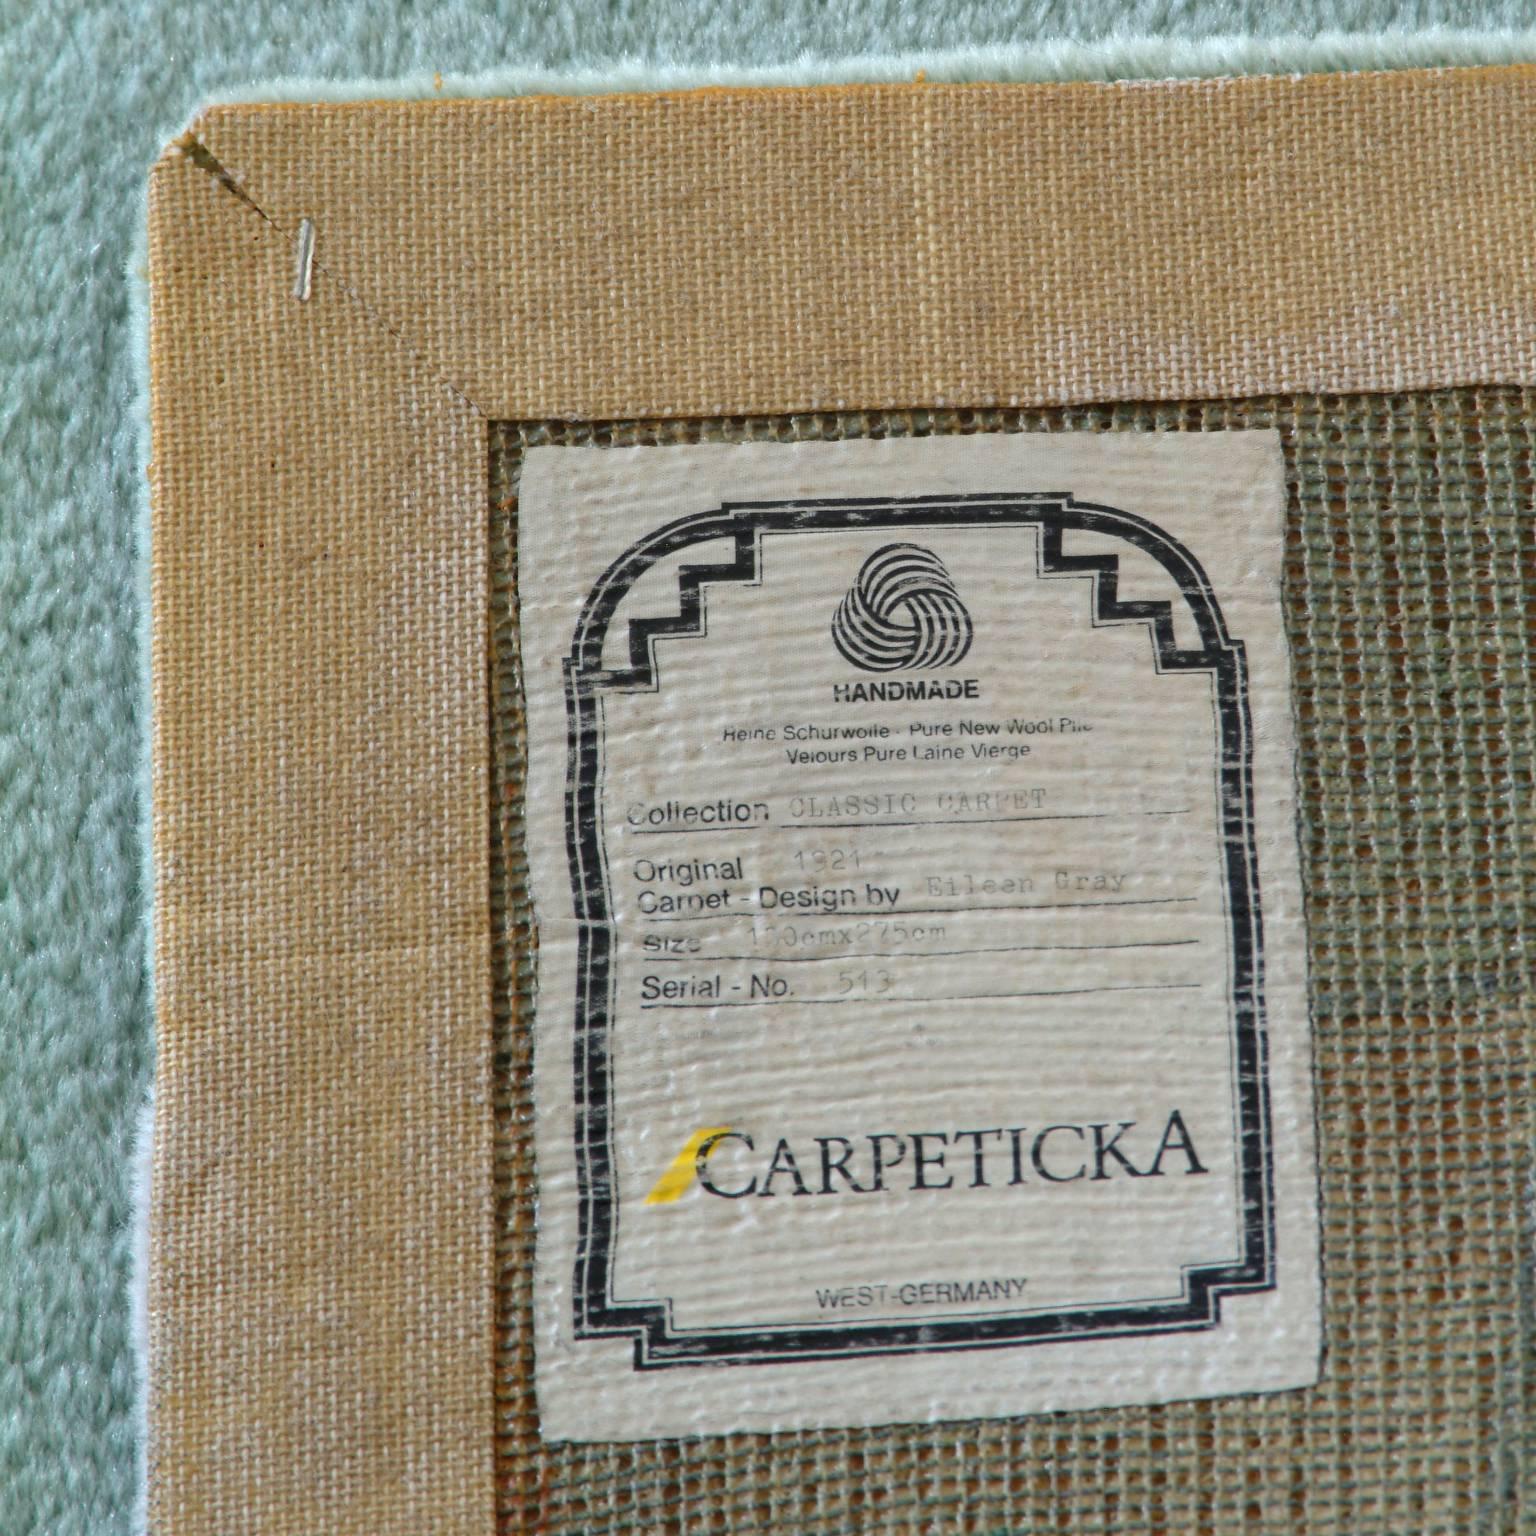 HANDMADE
Reine Schurwolle - Pure New Wool Pile
Velours Pure Laine Vierge
Collection CLASSIC CARPET
Original 1921
Carpet - Design by Eileen Gray
Size
Serial - No. 513
CARPETICKA
WEST-GERMANY